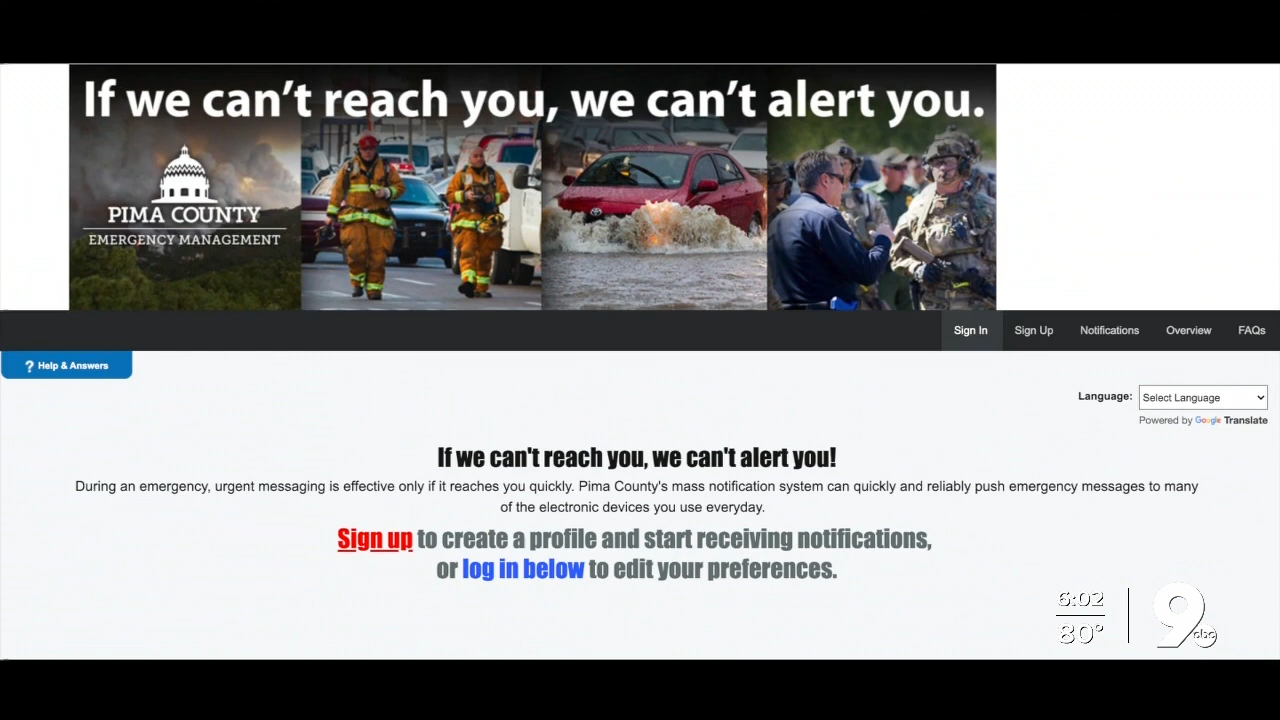 If we can't reach you, we can't alert you.
PIMA COUNTY
EMERGENCY MANAGEMENT
Sign In
Sign Up
Notifications
Overview
FAQs
? Help & Answers
Language:
Select Language
Powered by Google Translate
If we can't reach you, we can't alert you!
During an emergency, urgent messaging is effective only if it reaches you quickly. Pima County's mass notification system can quickly and reliably push emergency messages to many
of the electronic devices you use everyday.
Sign up to create a profile and start receiving notifications,
or log in below to edit your preferences.
6:02
80°
9
abc